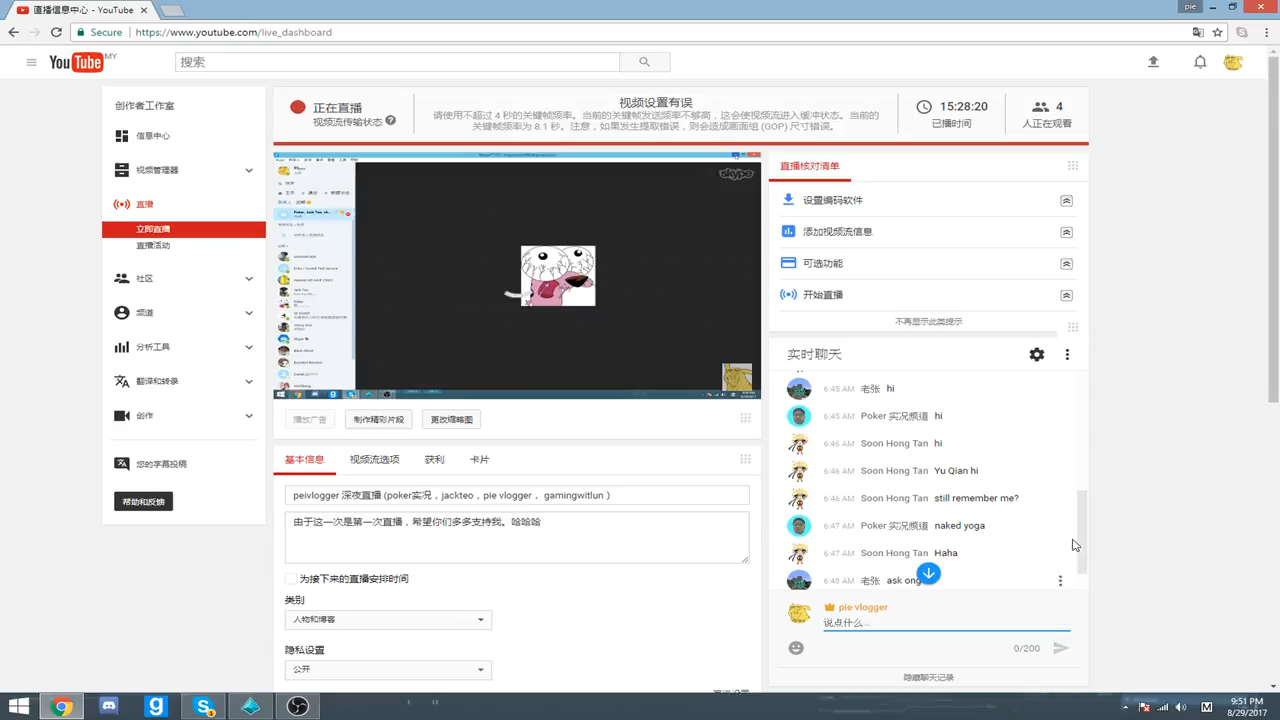 直播信息中心 - YouTube
pie
Secure
https://www.youtube.com/live_dashboard
YouTube MY
搜索
创作者工作室
信息中心
视频管理器
直播
立即直播
直播活动
社区
频道
分析工具
翻译和转录
创作
您的字幕投稿
帮助和反馈
正在直播
视频流传输状态
视频设置有误
请使用不超过 4 秒的关键帧频率。当前的关键帧发送频率不够高，这会使视频流进入缓冲状态。当前的
关键帧频率为 8.1 秒。注意，如果发生提取错误，则会造成画面组 (GOP) 尺寸错误。
15:28:20
已播时间
4
人正在观看
skype
播放广告
制作精彩片段
更改缩略图
基本信息
视频流选项
获利
卡片
peivlogger 深夜直播 (poker实况，jackteo，pie vlogger， gamingwitlun )
由于这一次是第一次直播，希望你们多多支持我。哈哈哈
为接下来的直播安排时间
类别
人物和博客
隐私设置
公开
直播核对清单
设置编码软件
添加视频流信息
可选功能
开始直播
不再显示此类提示
实时聊天
6:45 AM 老张 hi
6:45 AM Poker 实况频道 hi
6:46 AM Soon Hong Tan hi
6:46 AM Soon Hong Tan Yu Qian hi
6:46 AM Soon Hong Tan still remember me?
6:47 AM Poker 实况频道 naked yoga
6:47 AM Soon Hong Tan Haha
6:48 AM 老张 ask ong
pie vlogger
说点什么...
0/200
隐藏聊天记录
9:51 PM
8/29/2017